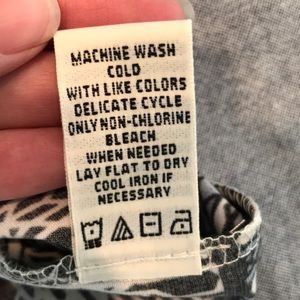 MACHINE WASH
COLD
WITH LIKE COLORS
DELICATE CYCLE
ONLY NON-CHLORINE
BLEACH
WHEN NEEDED
LAY FLAT TO DRY
COOL IRON IF
NECESSARY